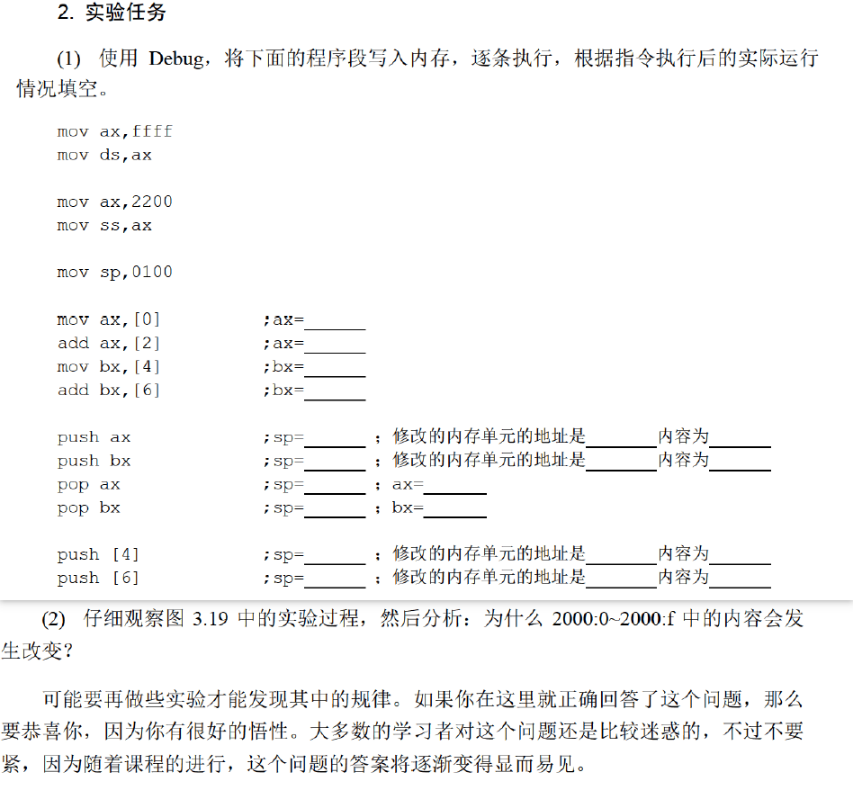 2. 实验任务
(1) 使用 Debug，将下面的程序段写入内存，逐条执行，根据指令执行后的实际运行
情况填空。
mov ax,ffff
mov ds,ax
mov ax,2200
mov ss,ax
mov sp,0100
mov ax,[0] ;ax=______
add ax,[2] ;ax=______
mov bx,[4] ;bx=______
add bx,[6] ;bx=______
push ax ;sp=______ ；修改的内存单元的地址是______内容为______
push bx ;sp=______ ；修改的内存单元的地址是______内容为______
pop ax ;sp=______ ；ax=______
pop bx ;sp=______ ；bx=______
push [4] ;sp=______ ；修改的内存单元的地址是______内容为______
push [6] ;sp=______ ；修改的内存单元的地址是______内容为______
(2) 仔细观察图 3.19 中的实验过程，然后分析：为什么 2000:0~2000:f 中的内容会发
生改变？
可能要再做些实验才能发现其中的规律。如果你在这里就正确回答了这个问题，那么
要恭喜你，因为你有很好的悟性。大多数的学习者对这个问题还是比较迷惑的，不过不要
紧，因为随着课程的进行，这个问题的答案将逐渐变得显而易见。